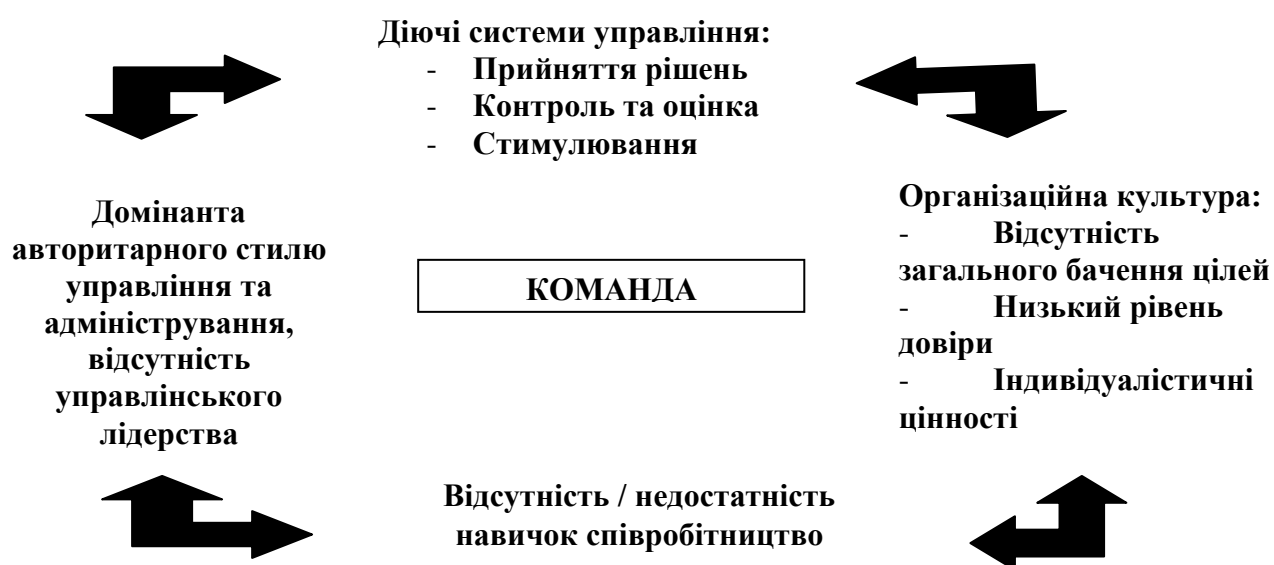 Діючі системи управління:
- Прийняття рішень
- Контроль та оцінка
- Стимулювання
Домінанта
авторитарного стилю
управління та
адміністрування,
відсутність
управлінського
лідерства
КОМАНДА
Організаційна культура:
- Відсутність
загального бачення цілей
- Низький рівень
довіри
- Індивідуалістичні
цінності
Відсутність / недостатність
навичок співробітництво